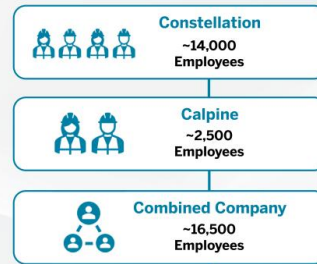 Constellation
~14,000
Employees
Calpine
~2,500
Employees
Combined Company
~16,500
Employees